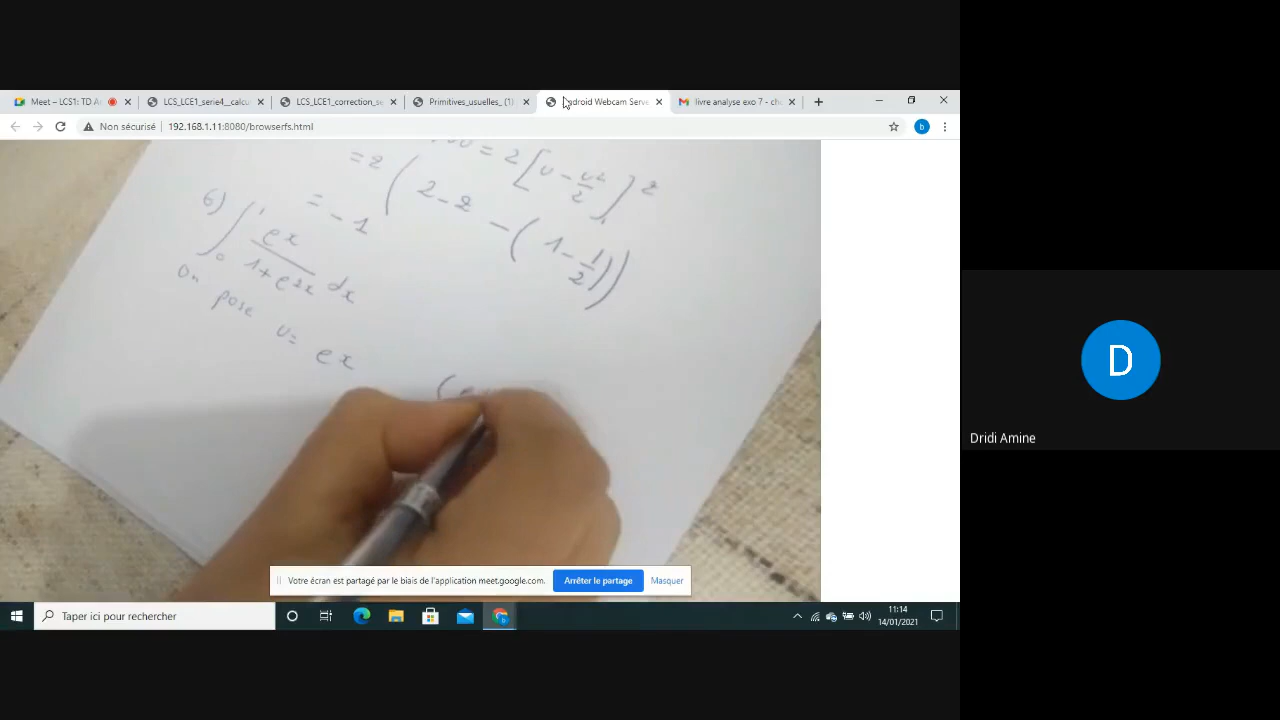 Meet – LCS1: TD A
LCS_LCE1_serie4__calcu
LCS_LCE1_correction_se
Primitives_usuelles_ (1)
ndroid Webcam Serve
livre analyse exo 7 - ch
Non sécurisé
192.168.1.11:8080/browserfs.html
b
= 2 [ u - u²/2 ]
= 2 ( 2 - 2 - ( 1 - 1/2 ) )
= - 1
6) ∫₀¹ eˣ / 1 + e²ˣ dx
On pose u = eˣ
Votre écran est partagé par le biais de l'application meet.google.com.
Arrêter le partage
Masquer
Taper ici pour rechercher
11:14
14/01/2021
D
Dridi Amine